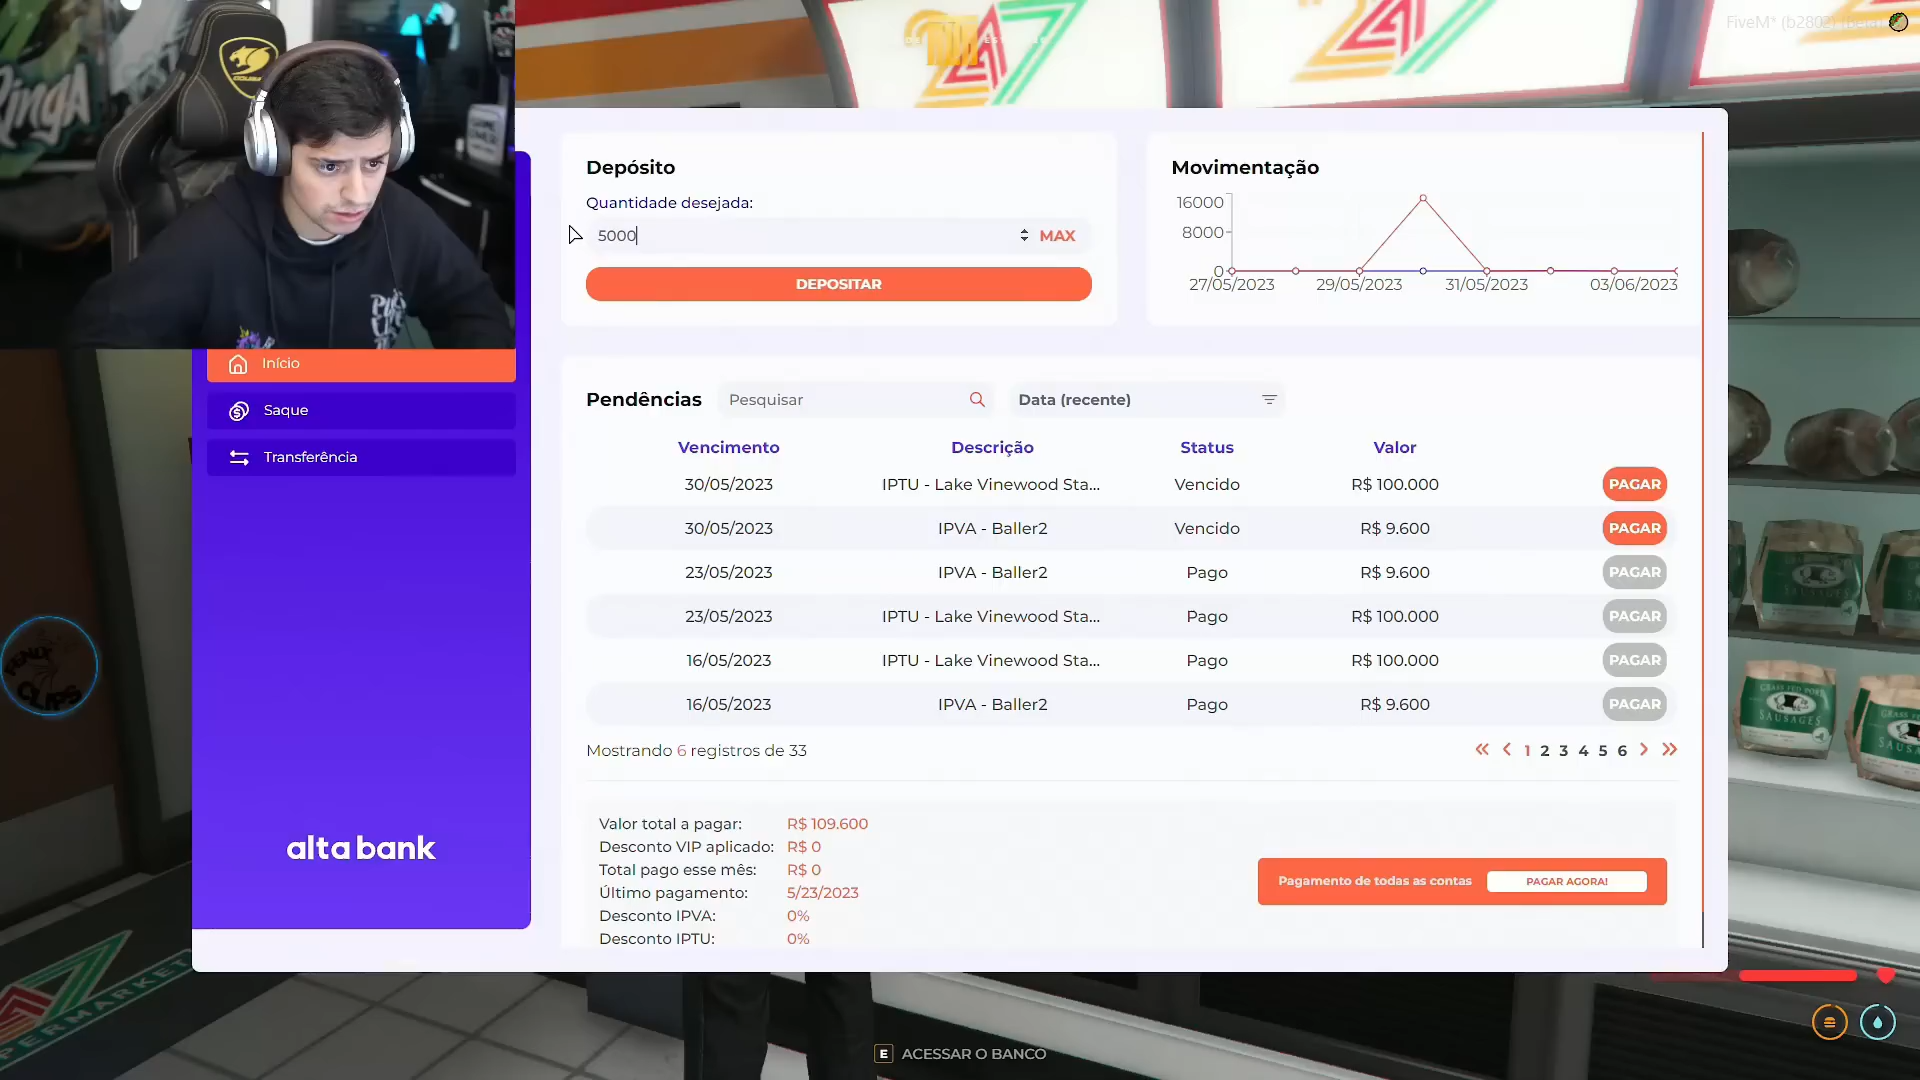 FiveM* (b2802)
COUGAR
Depósito
Quantidade desejada:
5000
MAX
DEPOSITAR
Movimentação
16000
8000
0
27/05/2023
29/05/2023
31/05/2023
03/06/2023
Início
Saque
Transferência
alta bank
Pendências
Pesquisar
Data (recente)
Vencimento Descrição Status Valor
30/05/2023 IPTU - Lake Vinewood Sta... Vencido R$ 100.000 PAGAR
30/05/2023 IPVA - Baller2 Vencido R$ 9.600 PAGAR
23/05/2023 IPVA - Baller2 Pago R$ 9.600 PAGAR
23/05/2023 IPTU - Lake Vinewood Sta... Pago R$ 100.000 PAGAR
16/05/2023 IPTU - Lake Vinewood Sta... Pago R$ 100.000 PAGAR
16/05/2023 IPVA - Baller2 Pago R$ 9.600 PAGAR
Mostrando 6 registros de 33
« ‹ 1 2 3 4 5 6 › »
Valor total a pagar: R$ 109.600
Desconto VIP aplicado: R$ 0
Total pago esse mês: R$ 0
Último pagamento: 5/23/2023
Desconto IPVA: 0%
Desconto IPTU: 0%
Pagamento de todas as contas
PAGAR AGORA!
E ACESSAR O BANCO
CLIPS
SAUSAGES